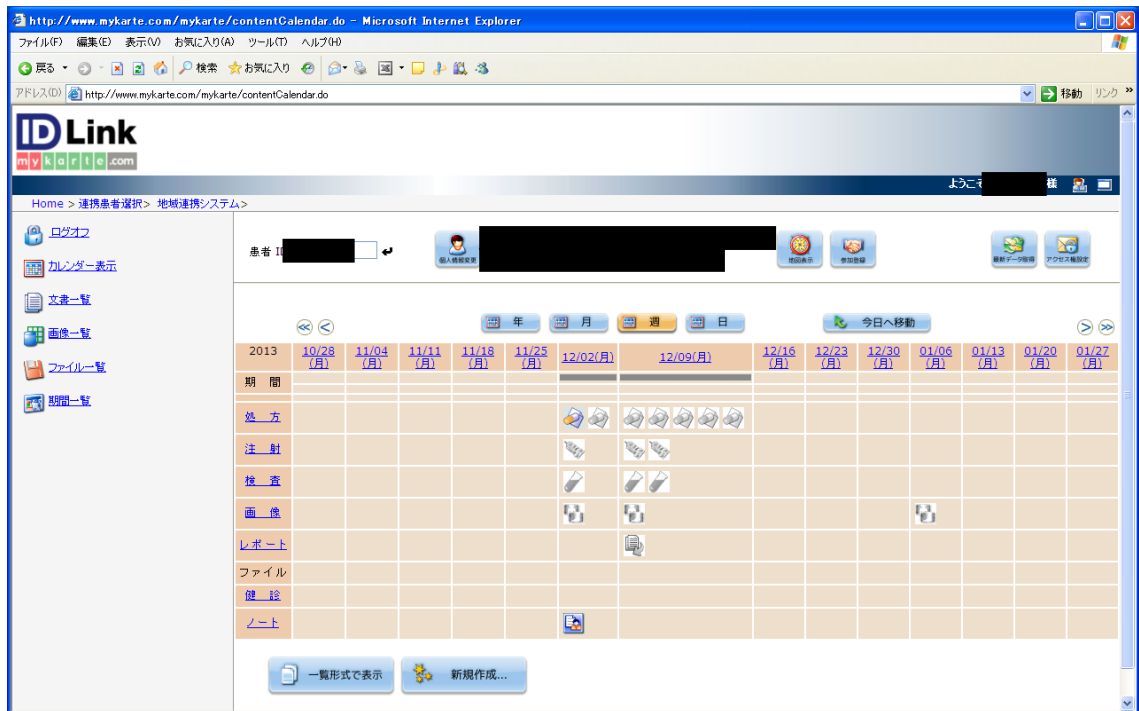 http://www.mykarte.com/mykarte/contentCalendar.do - Microsoft Internet Explorer
ファイル(F) 編集(E) 表示(V) お気に入り(A) ツール(T) ヘルプ(H)
戻る 検索 お気に入り
アドレス(D) http://www.mykarte.com/mykarte/contentCalendar.do 移動 リンク »
ID Link
mykarte.com
ようこそ 様
Home > 連携患者選択> 地域連携システム>
ログオフ
カレンダー表示
文書一覧
画像一覧
ファイル一覧
期間一覧
患者 ID 個人情報変更 地図表示 参加登録 最新データ取得 アクセス権設定
年 月 週 日 今日へ移動
2013 10/28(月) 11/04(月) 11/11(月) 11/18(月) 11/25(月) 12/02(月) 12/09(月) 12/16(月) 12/23(月) 12/30(月) 01/06(月) 01/13(月) 01/20(月) 01/27(月)
期 間
処 方
注 射
検 査
画 像
レポート
ファイル
健 診
ノート
一覧形式で表示 新規作成...